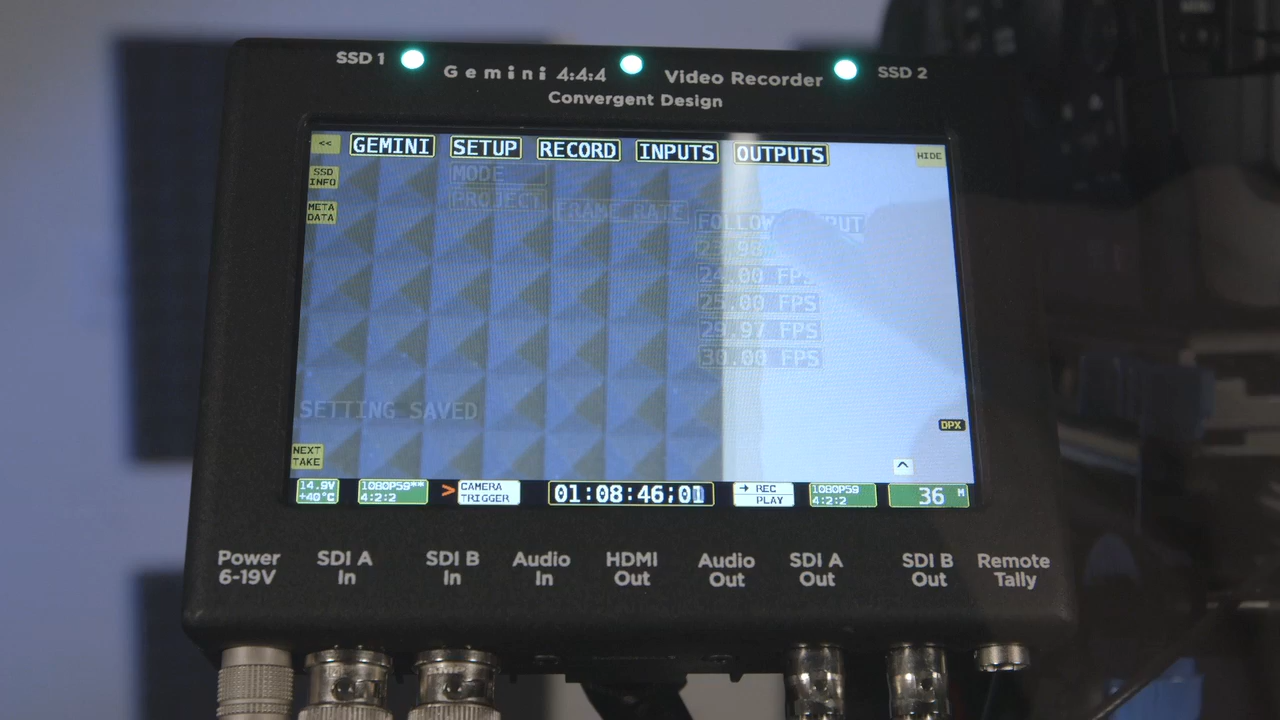 SSD 1
Gemini 4:4:4 Video Recorder
SSD 2
Convergent Design
<< GEMINI SETUP RECORD INPUTS OUTPUTS HIDE
SSD INFO
MODE
META DATA
PROJECT
FRAME RATE
FOLLOW
23.98
24.00 FPS
25.00 FPS
29.97 FPS
30.00 FPS
SETTING SAVED
DPX
NEXT TAKE
14.9V
+40°C
1080P59**
4:2:2
> CAMERA TRIGGER
→ REC
PLAY
1080P59
4:2:2
36 M
Power
6-19V
SDI A
In
SDI B
In
Audio
In
HDMI
Out
Audio
Out
SDI A
Out
SDI B
Out
Remote
Tally